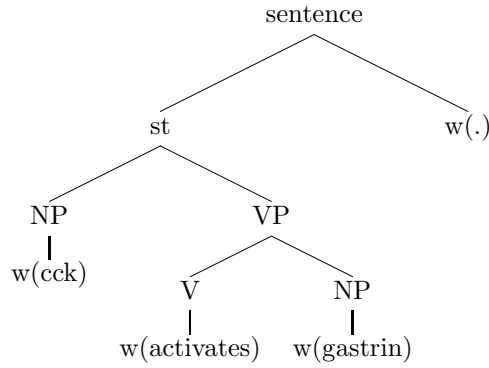 sentence
st w(.)
NP VP
w(cck) V NP
w(activates) w(gastrin)